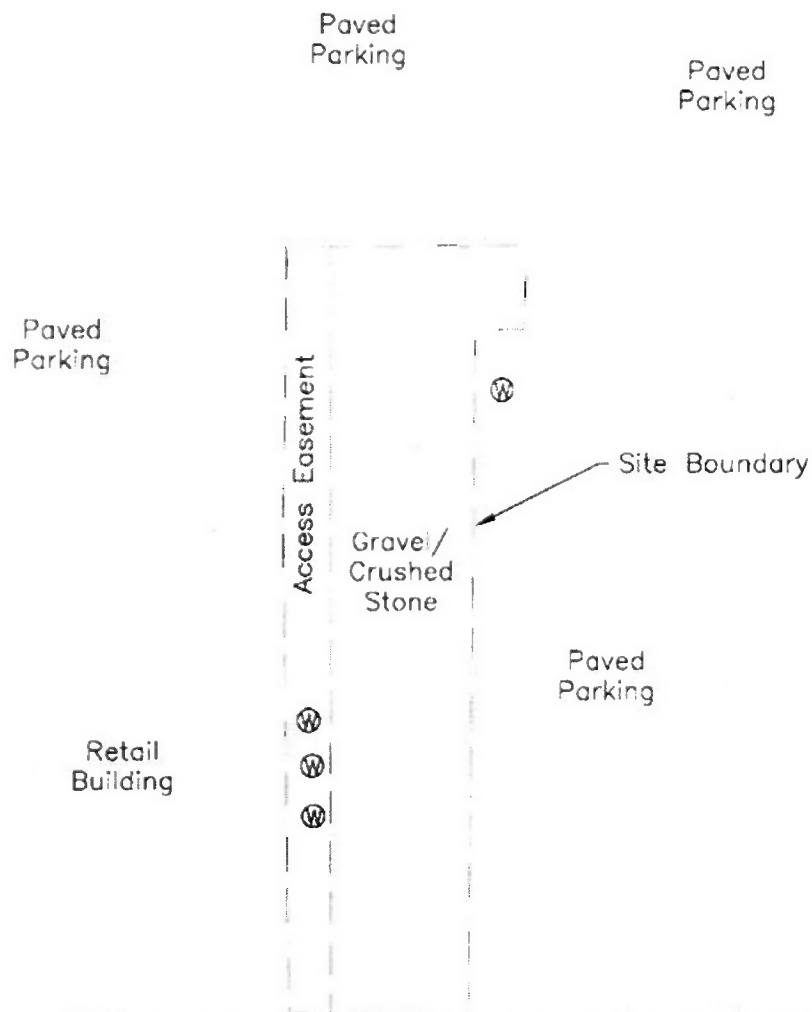 Paved
Parking
Paved
Parking
Paved
Parking
Access Easement
W
Site Boundary
Gravel/
Crushed
Stone
Paved
Parking
W
W
W
Retail
Building